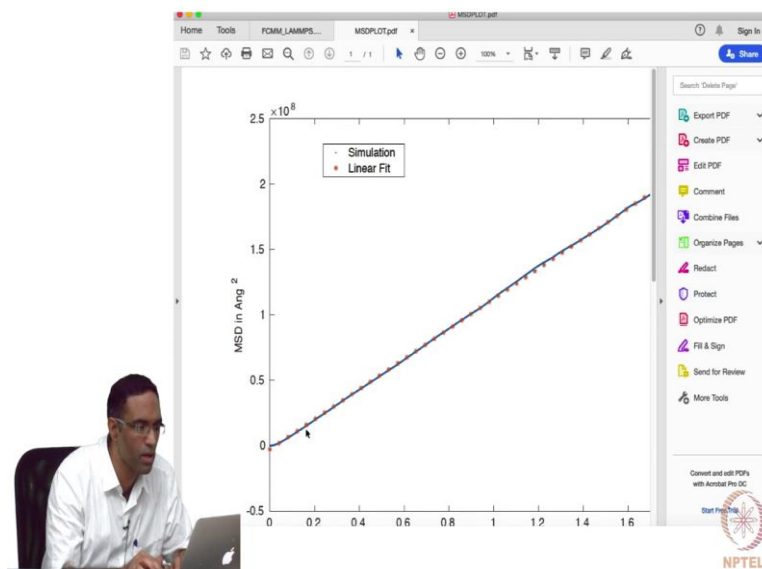 MSDPLOT.pdf
Home Tools FCMM_LAMMPS.... MSDPLOT.pdf × Sign In
1 / 1 100% Share
Search 'Delete Page'
Export PDF
Create PDF
Edit PDF
Comment
Combine Files
Organize Pages
Redact
Protect
Optimize PDF
Fill & Sign
Send for Review
More Tools
Convert and edit PDFs
with Acrobat Pro DC
Start Free Trial
×10 8
2.5
2
1.5
1
0.5
0
-0.5
MSD in Ang 2
Simulation
Linear Fit
0 0.2 0.4 0.6 0.8 1 1.2 1.4 1.6
NPTEL